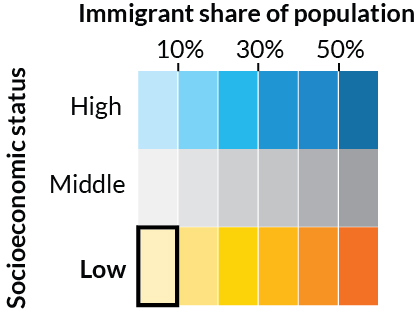 Immigrant share of population
10% 30% 50%
Socioeconomic status
High
Middle
Low